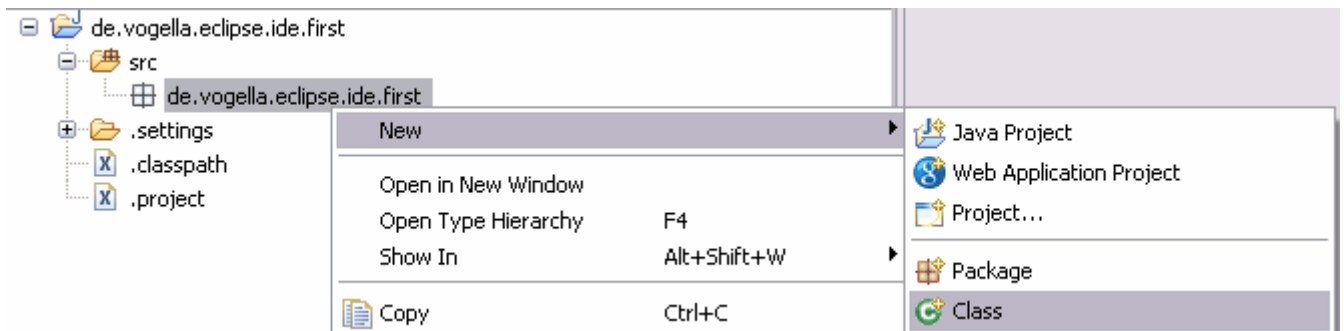 de.vogella.eclipse.ide.first
src
de.vogella.eclipse.ide.first
.settings
.classpath
.project
New
Open in New Window
Open Type Hierarchy F4
Show In Alt+Shift+W
Copy Ctrl+C
Java Project
Web Application Project
Project...
Package
Class